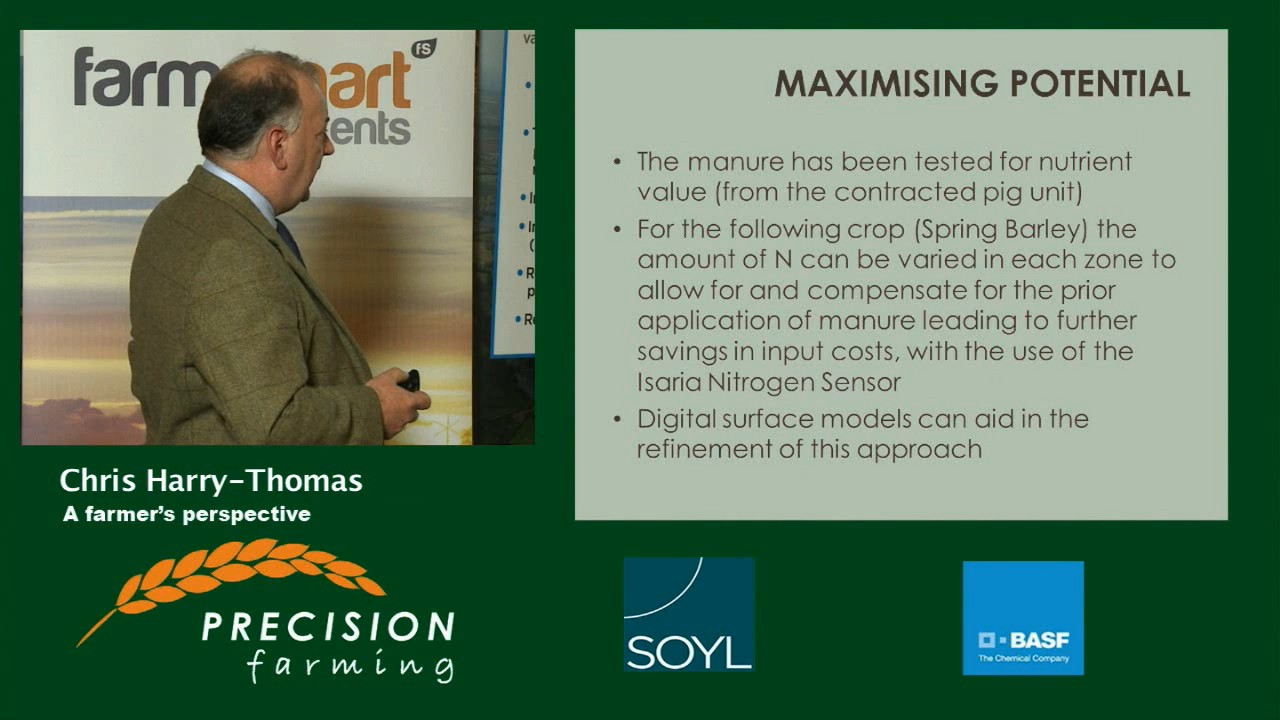 fs
ents
MAXIMISING POTENTIAL
• The manure has been tested for nutrient
value (from the contracted pig unit)
• For the following crop (Spring Barley) the
amount of N can be varied in each zone to
allow for and compensate for the prior
application of manure leading to further
savings in input costs, with the use of the
Isaria Nitrogen Sensor
• Digital surface models can aid in the
refinement of this approach
Chris Harry-Thomas
A farmer's perspective
PRECISION
farming
SOYL
BASF
The Chemical Company